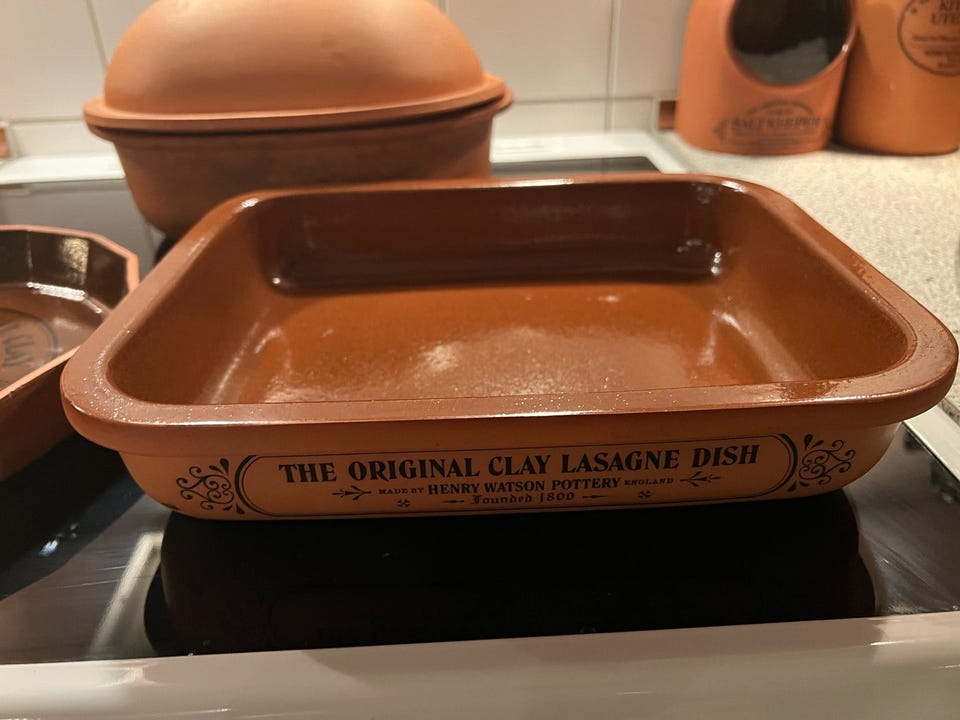 THE ORIGINAL CLAY LASAGNE DISH
MADE BY HENRY WATSON POTTERY ENGLAND
Founded 1800